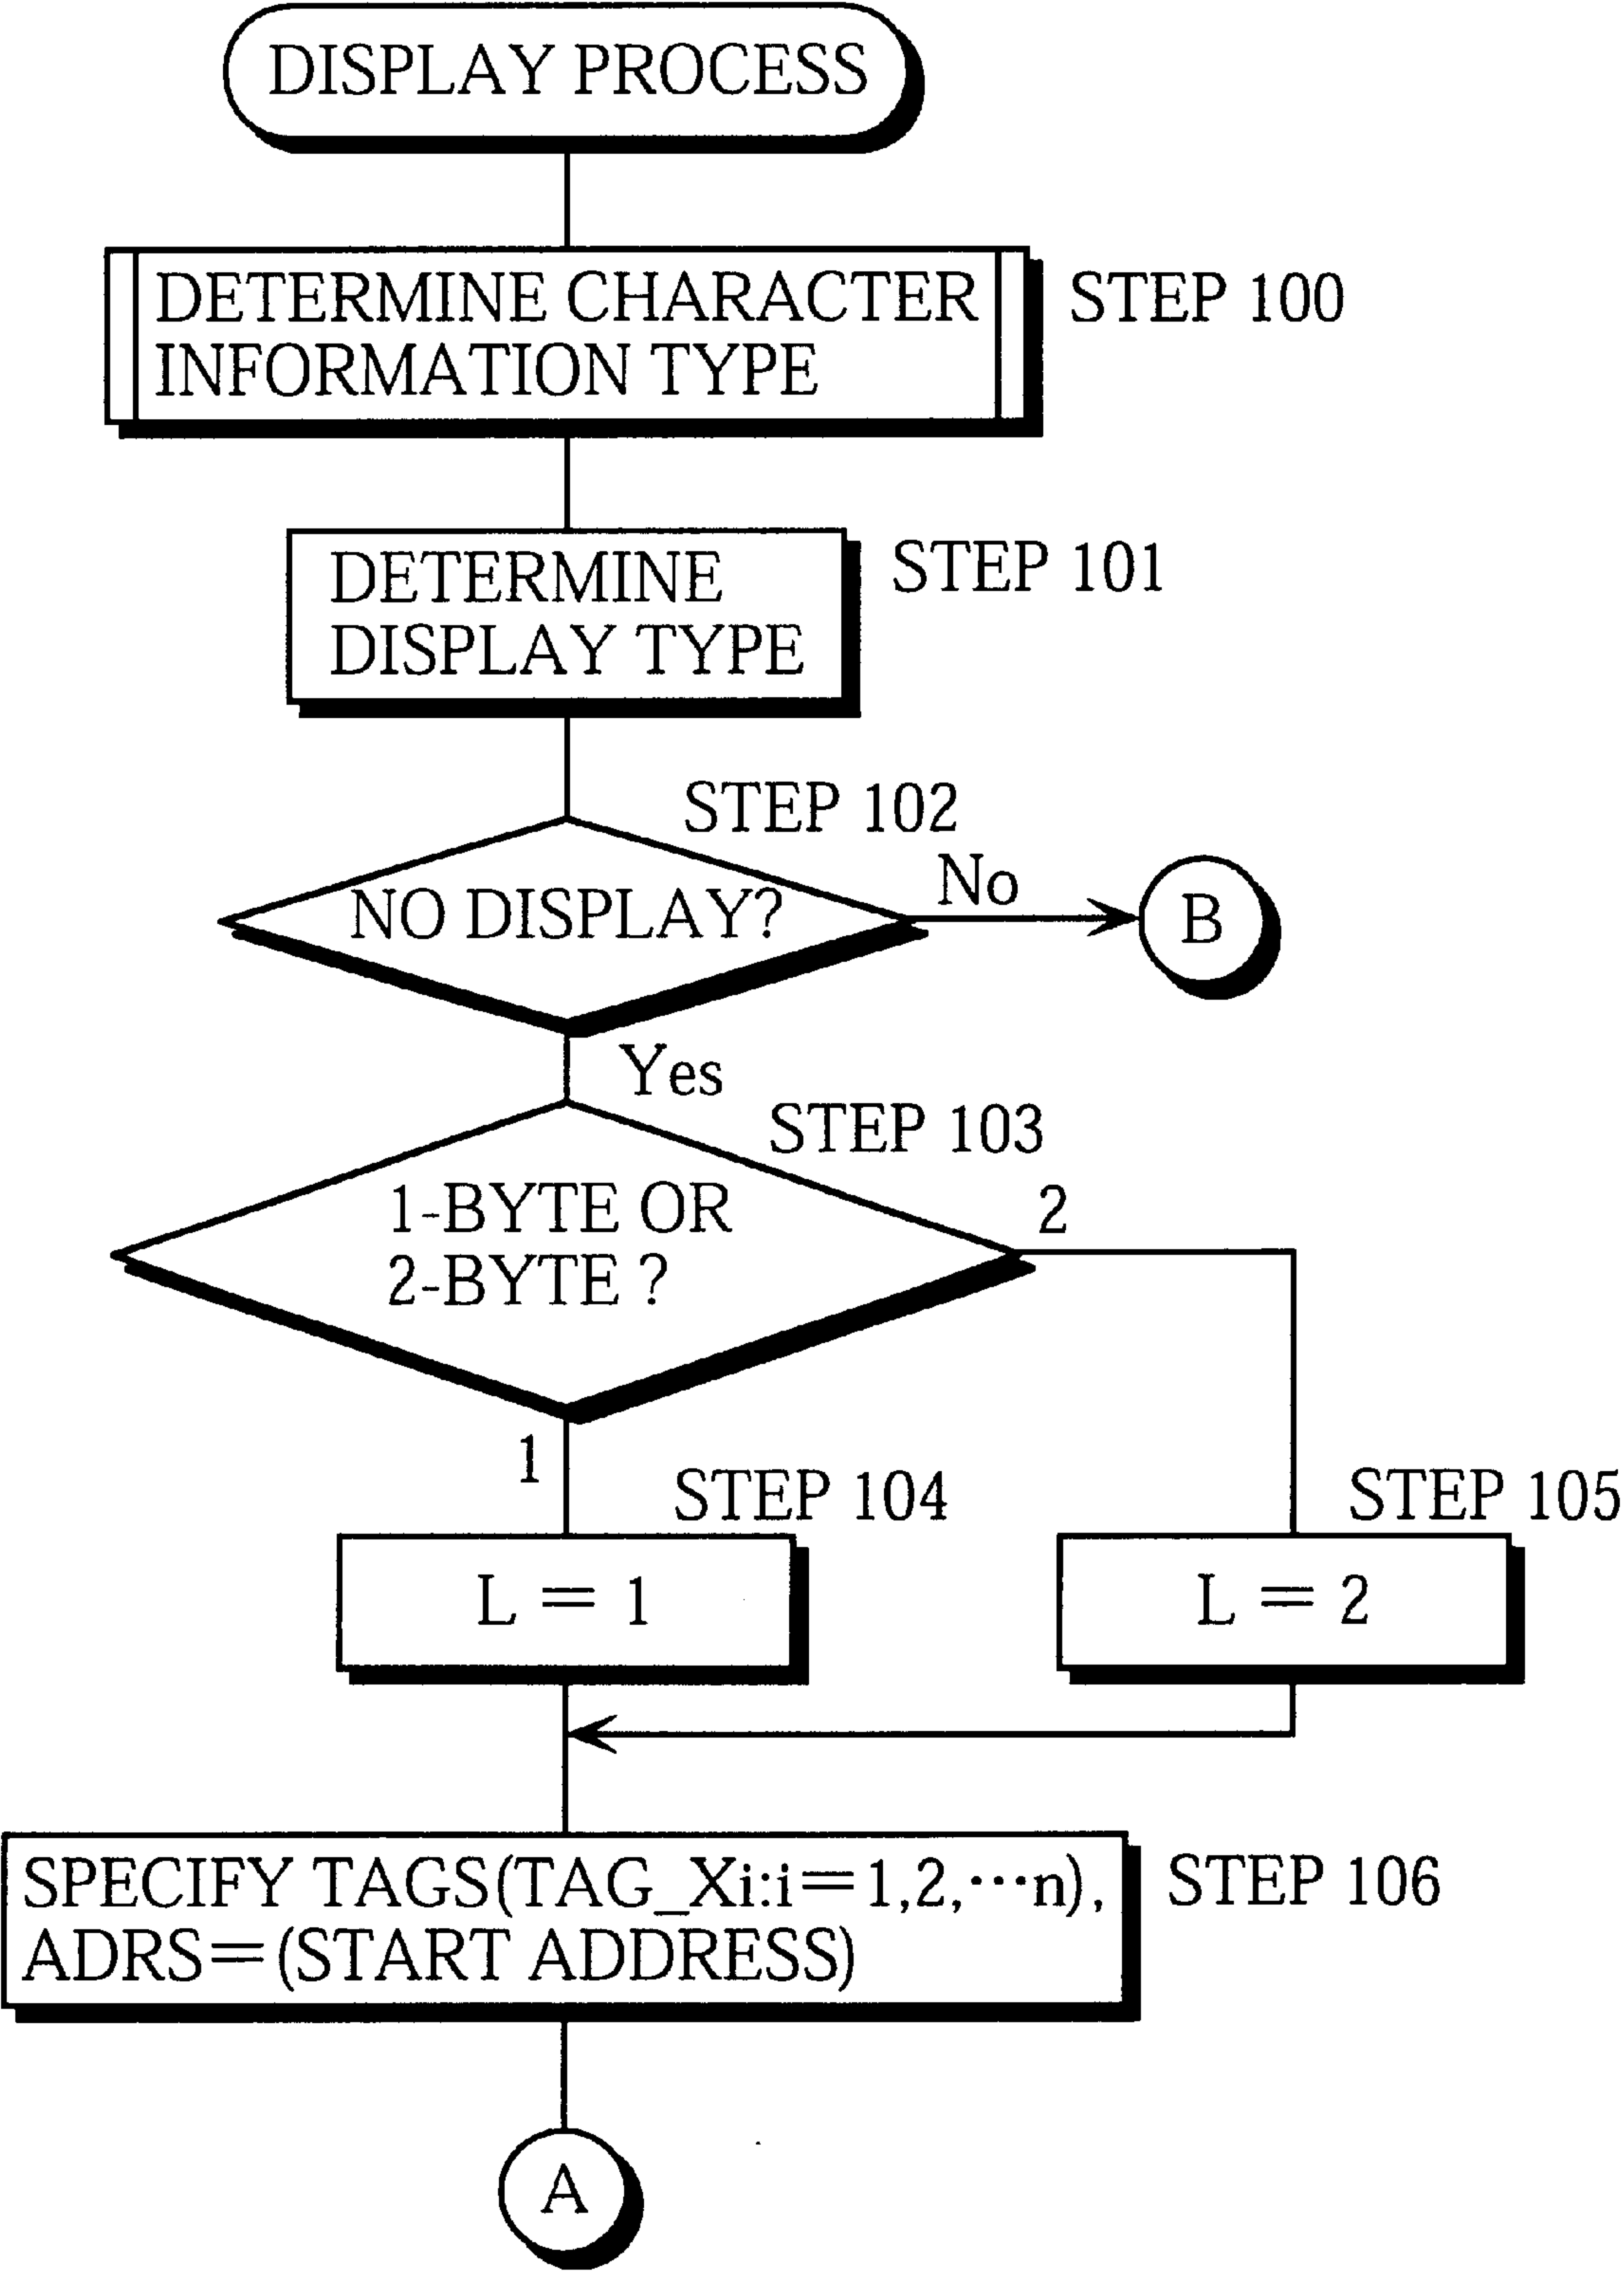 DISPLAY PROCESS
DETERMINE CHARACTER
INFORMATION TYPE
STEP 100
DETERMINE
DISPLAY TYPE
STEP 101
STEP 102
NO DISPLAY?
No
B
Yes
STEP 103
1-BYTE OR
2-BYTE ?
2
1
STEP 104
L = 1
STEP 105
L = 2
SPECIFY TAGS(TAG_Xi:i=1,2,···n),
ADRS=(START ADDRESS)
STEP 106
A